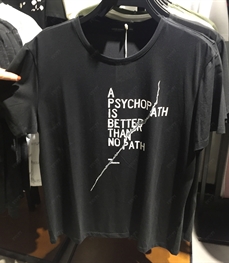 A
PSYCHOPATH
IS
BETTER
THAN
NO PATH